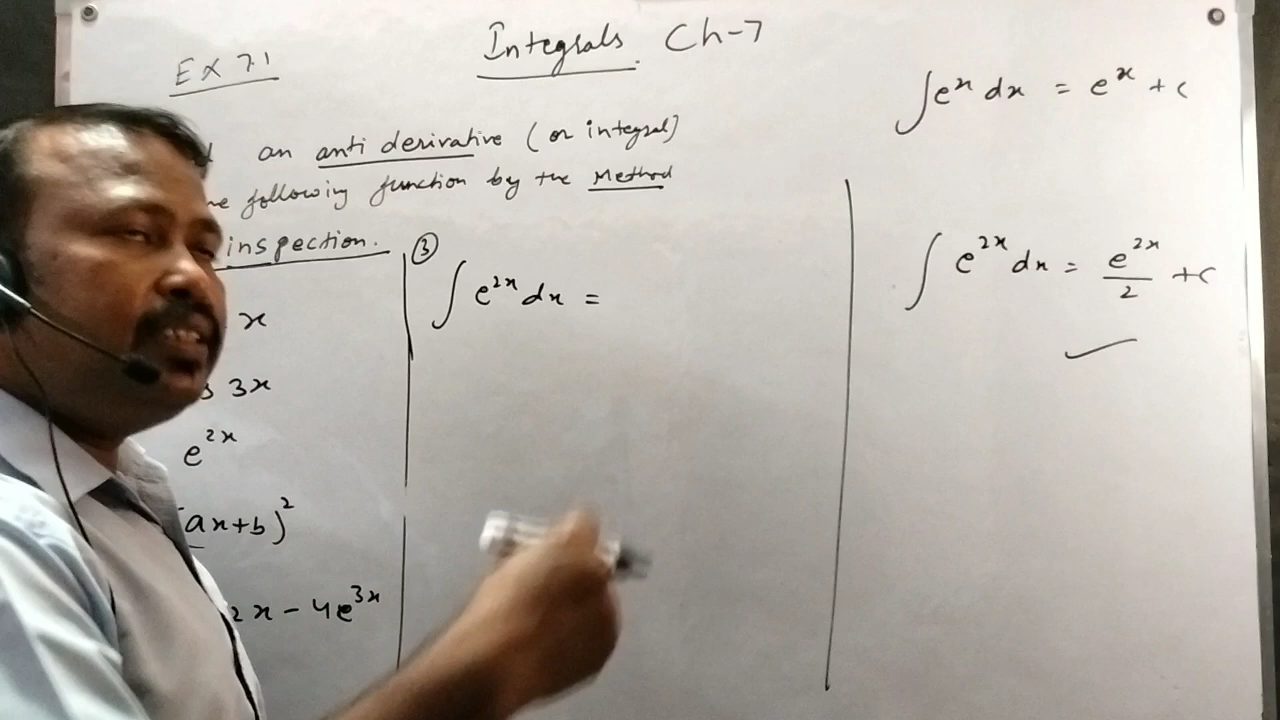 Integrals Ch-7
Ex 7.1
an anti derivative (or integral)
following function by the Method
inspection.
x
3x
e^{2x}
(ax+b)^2
2x - 4e^{3x}
③
∫e^{2x} dx =
∫e^x dx = e^x + c
∫e^{2x} dx = e^{2x}/2 + c